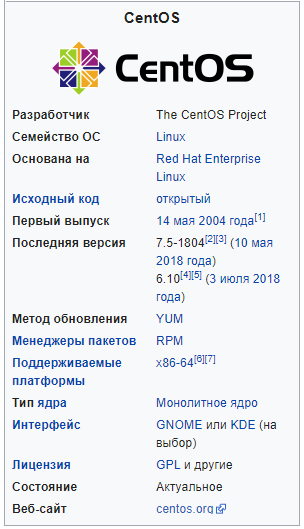 CentOS
CentOS
Разработчик The CentOS Project
Семейство ОС Linux
Основана на Red Hat Enterprise
Linux
Исходный код открытый
Первый выпуск 14 мая 2004 года[1]
Последняя версия 7.5-1804[2][3] (10 мая
2018 года)
6.10[4][5] (3 июля 2018
года)
Метод обновления YUM
Менеджеры пакетов RPM
Поддерживаемые x86-64[6][7]
платформы
Тип ядра Монолитное ядро
Интерфейс GNOME или KDE (на
выбор)
Лицензия GPL и другие
Состояние Актуальное
Веб-сайт centos.org